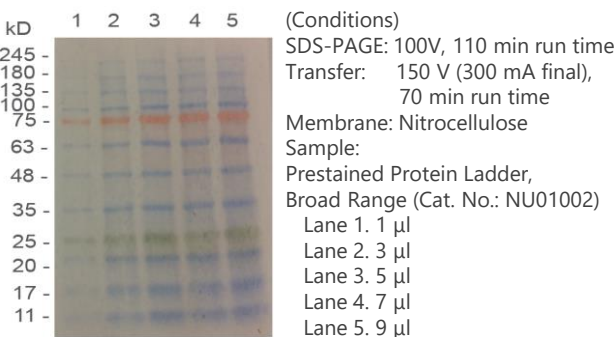 kD 1 2 3 4 5
245 -
180 -
135 -
100 -
75 -
63 -
48 -
35 -
25 -
20 -
17 -
11 -
(Conditions)
SDS-PAGE: 100V, 110 min run time
Transfer: 150 V (300 mA final),
70 min run time
Membrane: Nitrocellulose
Sample:
Prestained Protein Ladder,
Broad Range (Cat. No.: NU01002)
Lane 1. 1 µl
Lane 2. 3 µl
Lane 3. 5 µl
Lane 4. 7 µl
Lane 5. 9 µl